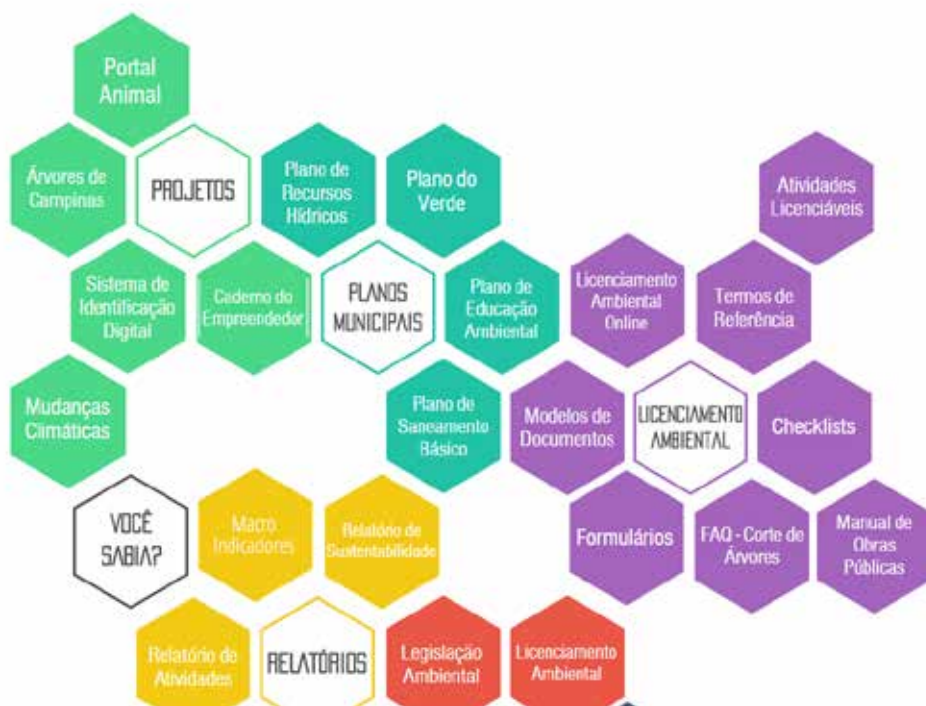 Portal
Animal
Árvores de
Campinas
PROJETOS
Plano de
Recursos
Hídricos
Plano do
Verde
Atividades
Licenciáveis
Sistema de
Identificação
Digital
Caderno do
Empreendedor
PLANOS
MUNICIPAIS
Plano de
Educação
Ambiental
Licenciamento
Ambiental
Online
Termos de
Referência
Mudanças
Climáticas
Plano de
Saneamento
Básico
Modelos de
Documentos
LICENCIAMENTO
AMBIENTAL
Checklists
VOCÊ
SABIA?
Macro
Indicadores
Relatório de
Sustentabilidade
Formulários
FAQ - Corte de
Árvores
Manual de
Obras
Públicas
Relatório de
Atividades
RELATÓRIOS
Legislação
Ambiental
Licenciamento
Ambiental